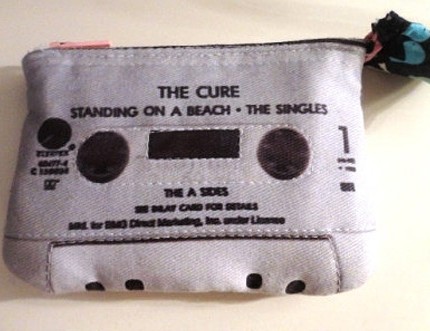 THE CURE
STANDING ON A BEACH • THE SINGLES
1
THE A SIDES
SEE INLAY CARD FOR DETAILS
Mfd. for BMG Direct Marketing, Inc. under License